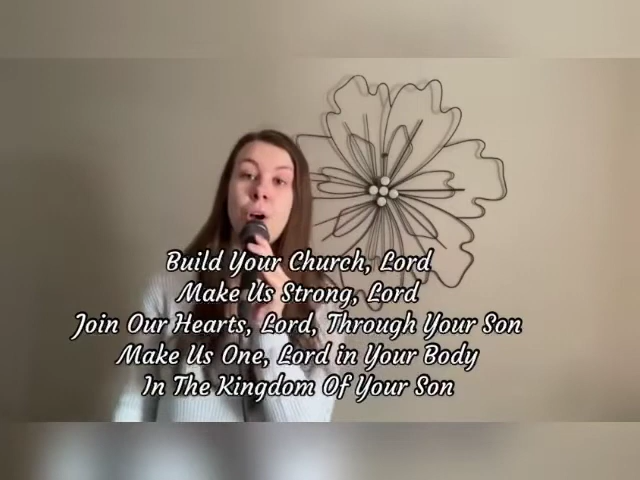 Build Your Church, Lord
Make Us Strong, Lord
Join Our Hearts, Lord, Through Your Son
Make Us One, Lord in Your Body
In The Kingdom Of Your Son